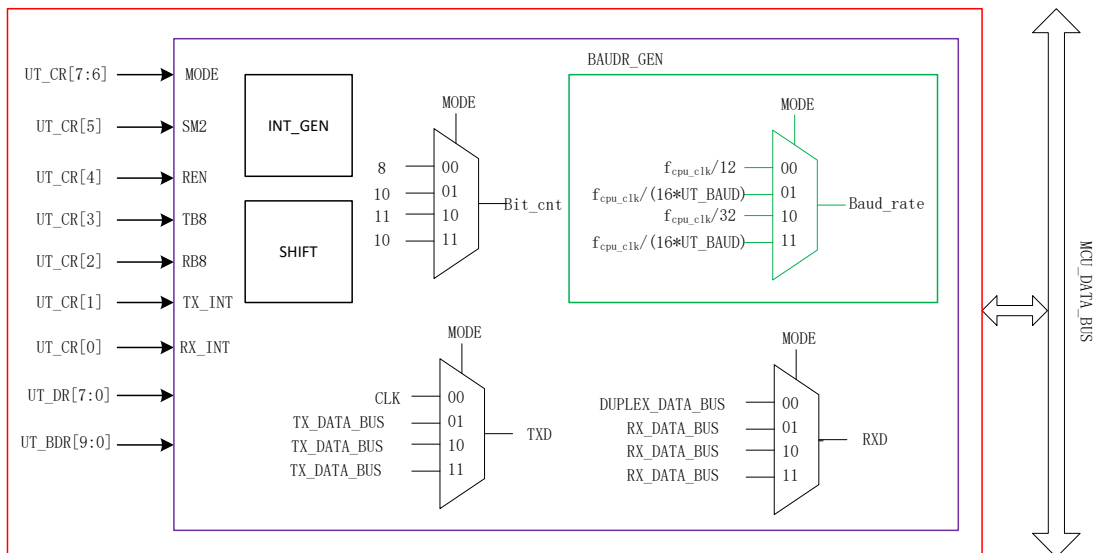 UT_CR[7:6]
MODE
UT_CR[5]
SM2
UT_CR[4]
REN
UT_CR[3]
TB8
UT_CR[2]
RB8
UT_CR[1]
TX_INT
UT_CR[0]
RX_INT
UT_DR[7:0]
UT_BDR[9:0]
INT_GEN
SHIFT
MODE
8
00
10
01
11
10
10
11
Bit_cnt
BAUDR_GEN
MODE
fcpu_clk/12
00
fcpu_clk/(16*UT_BAUD)
01
fcpu_clk/32
10
fcpu_clk/(16*UT_BAUD)
11
Baud_rate
MODE
CLK
00
TX_DATA_BUS
01
TX_DATA_BUS
10
TX_DATA_BUS
11
TXD
MODE
DUPLEX_DATA_BUS
00
RX_DATA_BUS
01
RX_DATA_BUS
10
RX_DATA_BUS
11
RXD
MCU_DATA_BUS